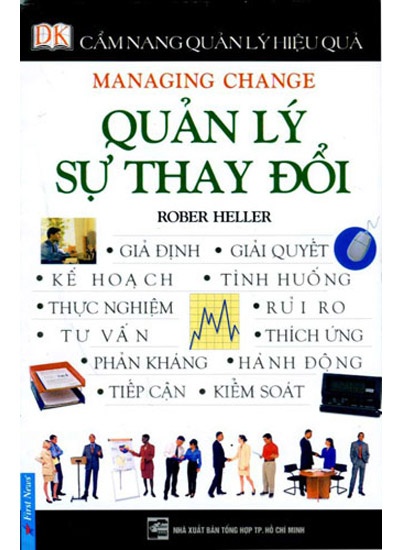 DK CẨM NANG QUẢN LÝ HIỆU QUẢ
MANAGING CHANGE
QUẢN LÝ
SỰ THAY ĐỔI
ROBER HELLER
• GIẢ ĐỊNH • GIẢI QUYẾT
• KẾ HOẠCH • TÌNH HUỐNG
• THỰC NGHIỆM • RỦI RO
• TƯ VẤN • THÍCH ỨNG
• PHẢN KHÁNG • HÀNH ĐỘNG
• TIẾP CẬN • KIỂM SOÁT
First News
NHÀ XUẤT BẢN TỔNG HỢP TP. HỒ CHÍ MINH